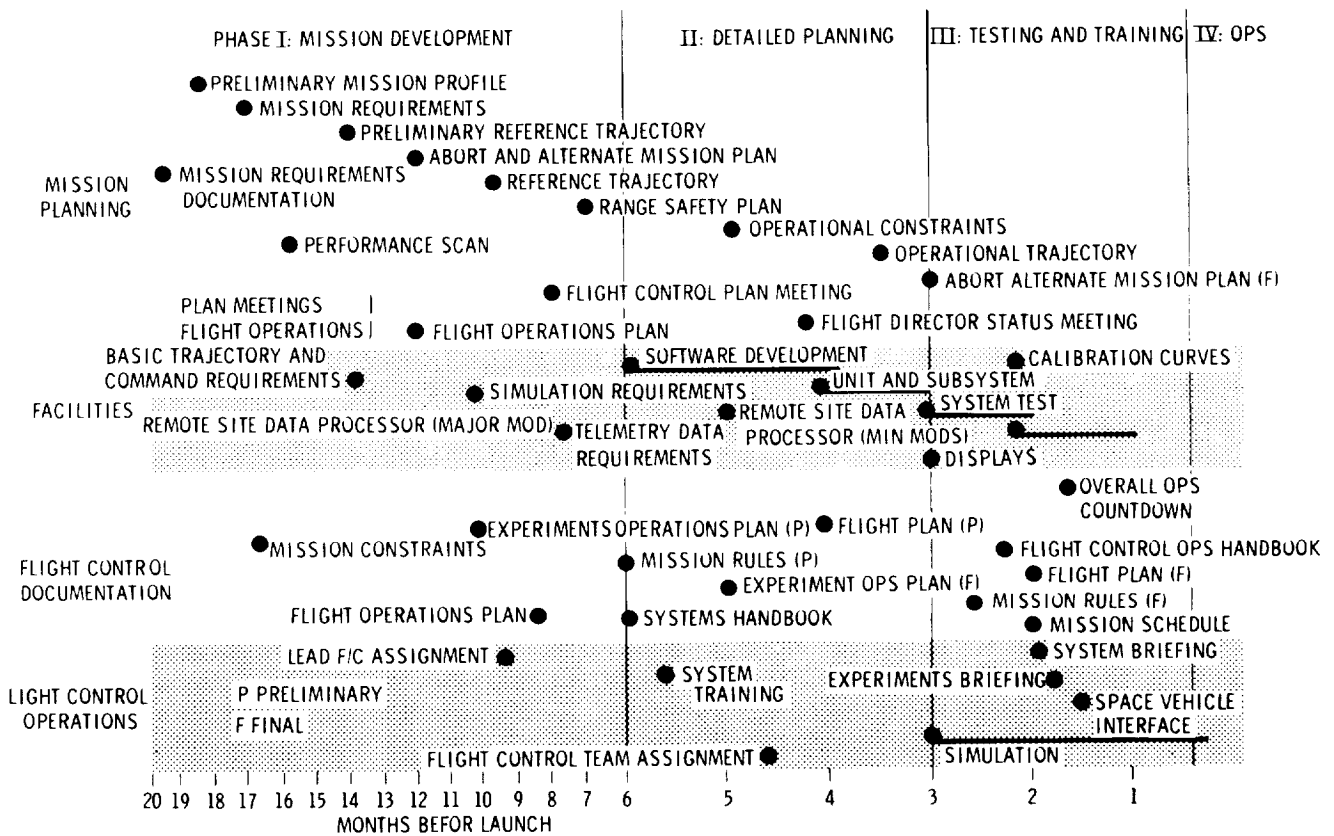 PHASE I: MISSION DEVELOPMENT
II: DETAILED PLANNING
III: TESTING AND TRAINING
IV: OPS
PRELIMINARY MISSION PROFILE
MISSION REQUIREMENTS
PRELIMINARY REFERENCE TRAJECTORY
ABORT AND ALTERNATE MISSION PLAN
MISSION
PLANNING
MISSION REQUIREMENTS
DOCUMENTATION
REFERENCE TRAJECTORY
RANGE SAFETY PLAN
OPERATIONAL CONSTRAINTS
PERFORMANCE SCAN
OPERATIONAL TRAJECTORY
ABORT ALTERNATE MISSION PLAN (F)
FLIGHT CONTROL PLAN MEETING
PLAN MEETINGS
FLIGHT OPERATIONS
FLIGHT OPERATIONS PLAN
FLIGHT DIRECTOR STATUS MEETING
FACILITIES
BASIC TRAJECTORY AND
COMMAND REQUIREMENTS
SOFTWARE DEVELOPMENT
CALIBRATION CURVES
SIMULATION REQUIREMENTS
UNIT AND SUBSYSTEM
SYSTEM TEST
REMOTE SITE DATA PROCESSOR (MAJOR MOD)
TELEMETRY DATA
REQUIREMENTS
REMOTE SITE DATA
PROCESSOR (MIN MODS)
DISPLAYS
OVERALL OPS
COUNTDOWN
FLIGHT CONTROL
DOCUMENTATION
MISSION CONSTRAINTS
EXPERIMENTS OPERATIONS PLAN (P)
FLIGHT PLAN (P)
FLIGHT CONTROL OPS HANDBOOK
MISSION RULES (P)
FLIGHT PLAN (F)
EXPERIMENT OPS PLAN (F)
MISSION RULES (F)
FLIGHT OPERATIONS PLAN
SYSTEMS HANDBOOK
MISSION SCHEDULE
LIGHT CONTROL
OPERATIONS
LEAD F/C ASSIGNMENT
SYSTEM BRIEFING
P PRELIMINARY
F FINAL
SYSTEM
TRAINING
EXPERIMENTS BRIEFING
SPACE VEHICLE
INTERFACE
FLIGHT CONTROL TEAM ASSIGNMENT
SIMULATION
20 19 18 17 16 15 14 13 12 11 10 9 8 7 6 5 4 3 2 1
MONTHS BEFOR LAUNCH